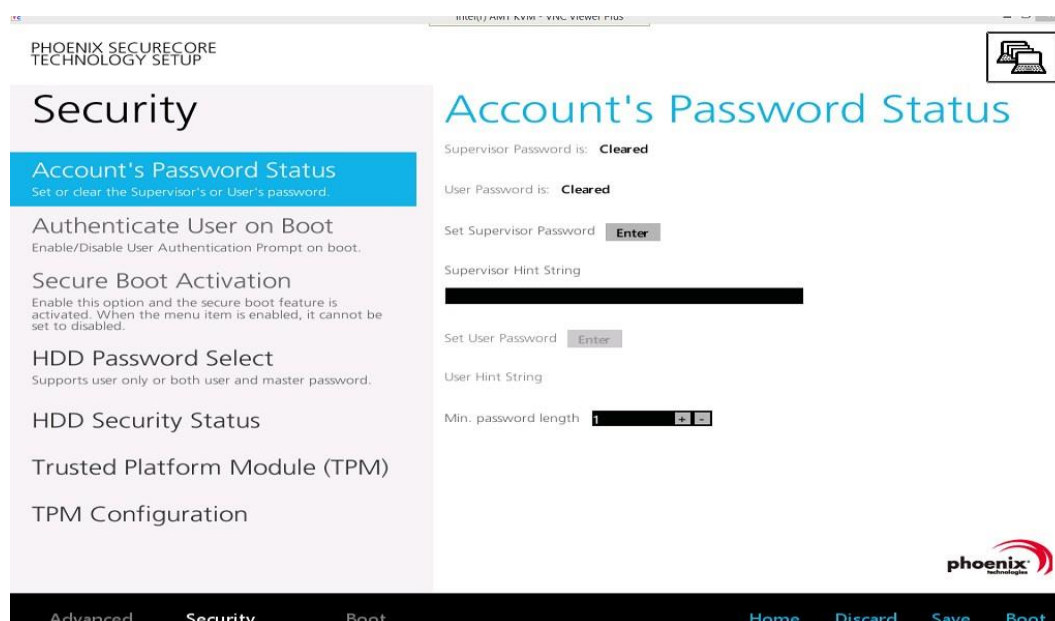 Intel(r) AMT KVM - VNC Viewer Plus
PHOENIX SECURECORE
TECHNOLOGY SETUP
Security
Account's Password Status
Set or clear the Supervisor's or User's password.
Authenticate User on Boot
Enable/Disable User Authentication Prompt on boot.
Secure Boot Activation
Enable this option and the secure boot feature is
activated. When the menu item is enabled, it cannot be
set to disabled.
HDD Password Select
Supports user only or both user and master password.
HDD Security Status
Trusted Platform Module (TPM)
TPM Configuration
Account's Password Status
Supervisor Password is: Cleared
User Password is: Cleared
Set Supervisor Password Enter
Supervisor Hint String
Set User Password Enter
User Hint String
Min. password length 1 + -
phoenix
technologies
Advanced Security Boot Home Discard Save Boot